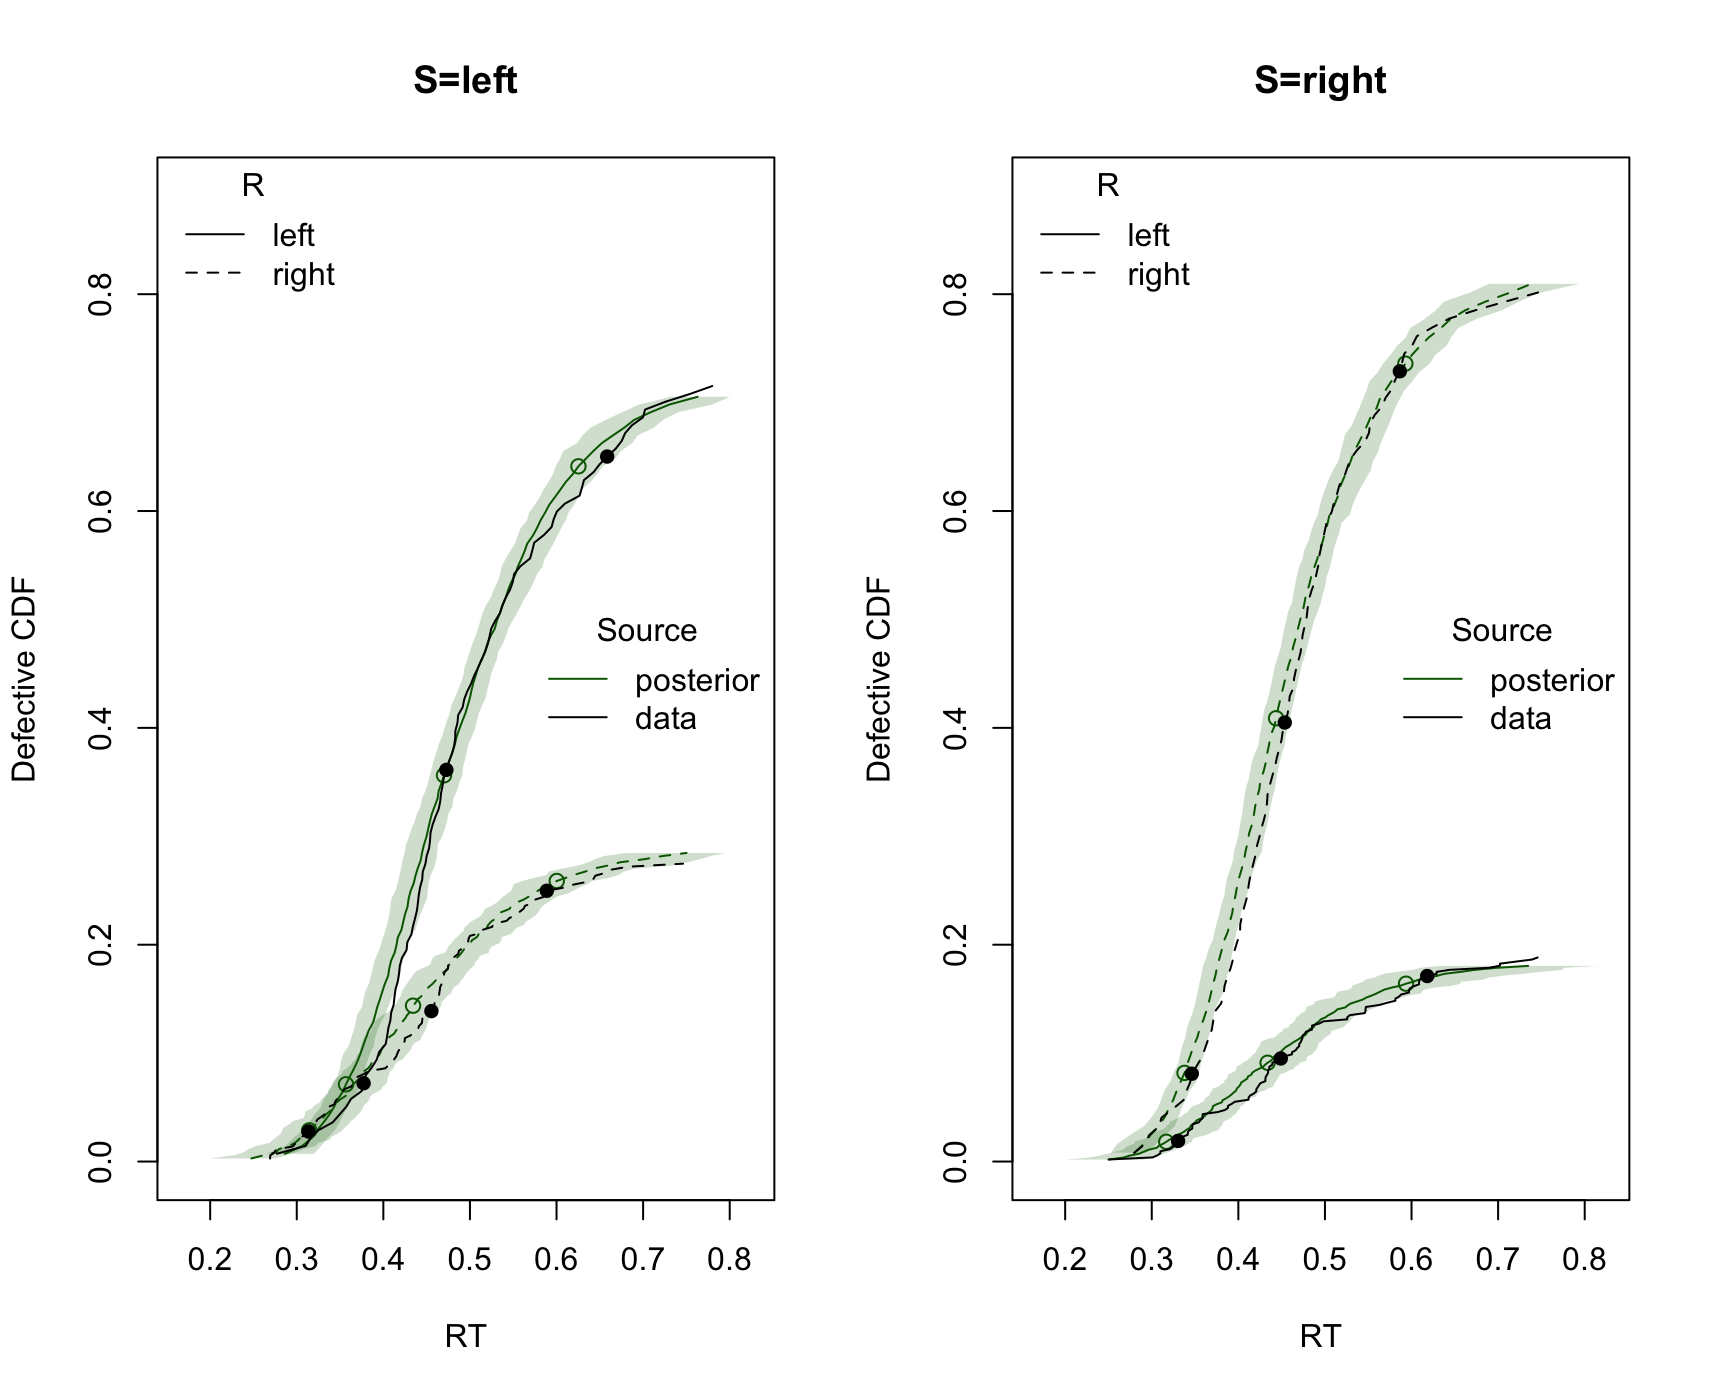 S=left
R
left
right
Source
posterior
data
Defective CDF
0.0
0.2
0.4
0.6
0.8
0.2 0.3 0.4 0.5 0.6 0.7 0.8
RT
S=right
R
left
right
Source
posterior
data
Defective CDF
0.0
0.2
0.4
0.6
0.8
0.2 0.3 0.4 0.5 0.6 0.7 0.8
RT